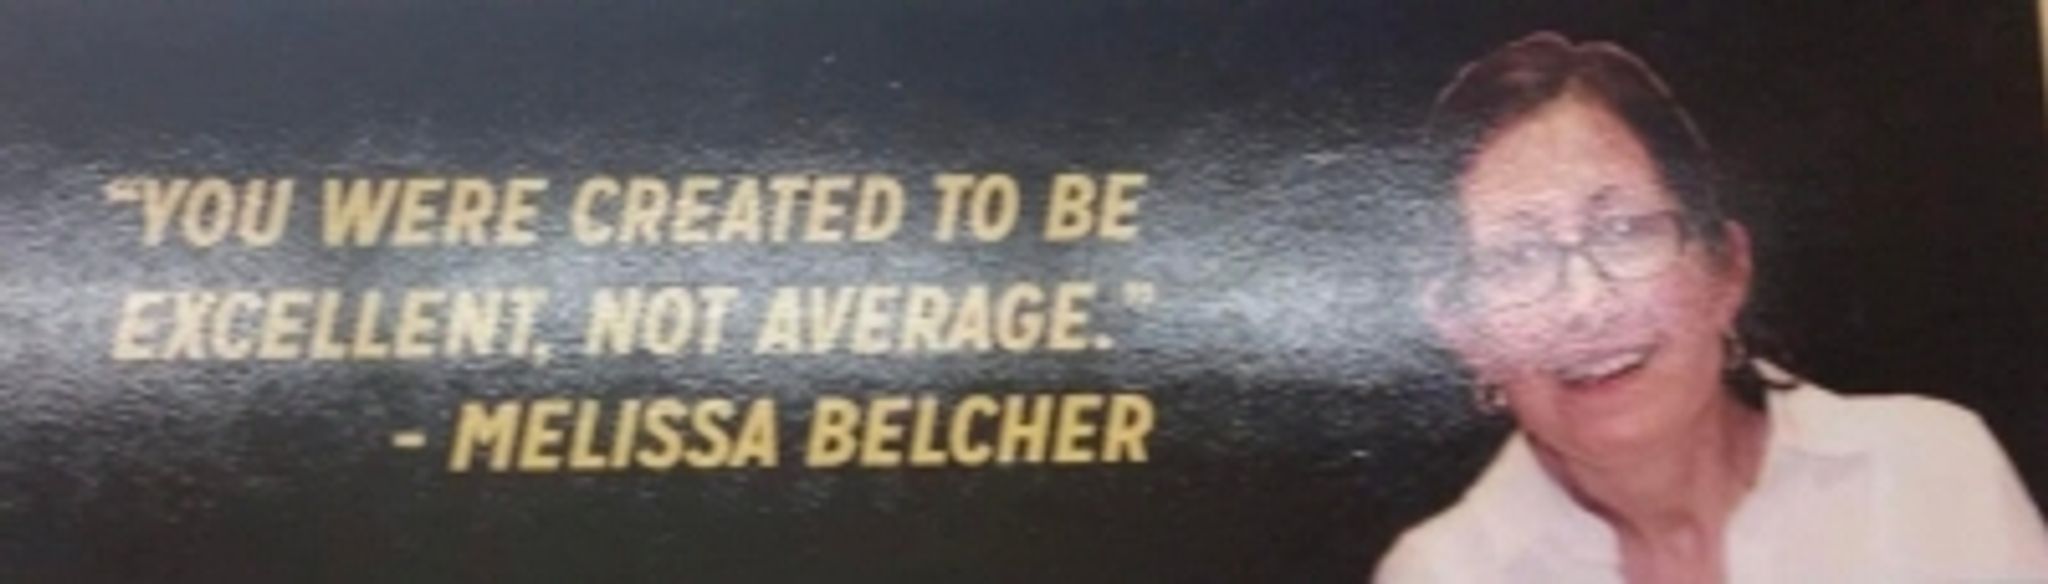 “YOU WERE CREATED TO BE
EXCELLENT, NOT AVERAGE.”
- MELISSA BELCHER